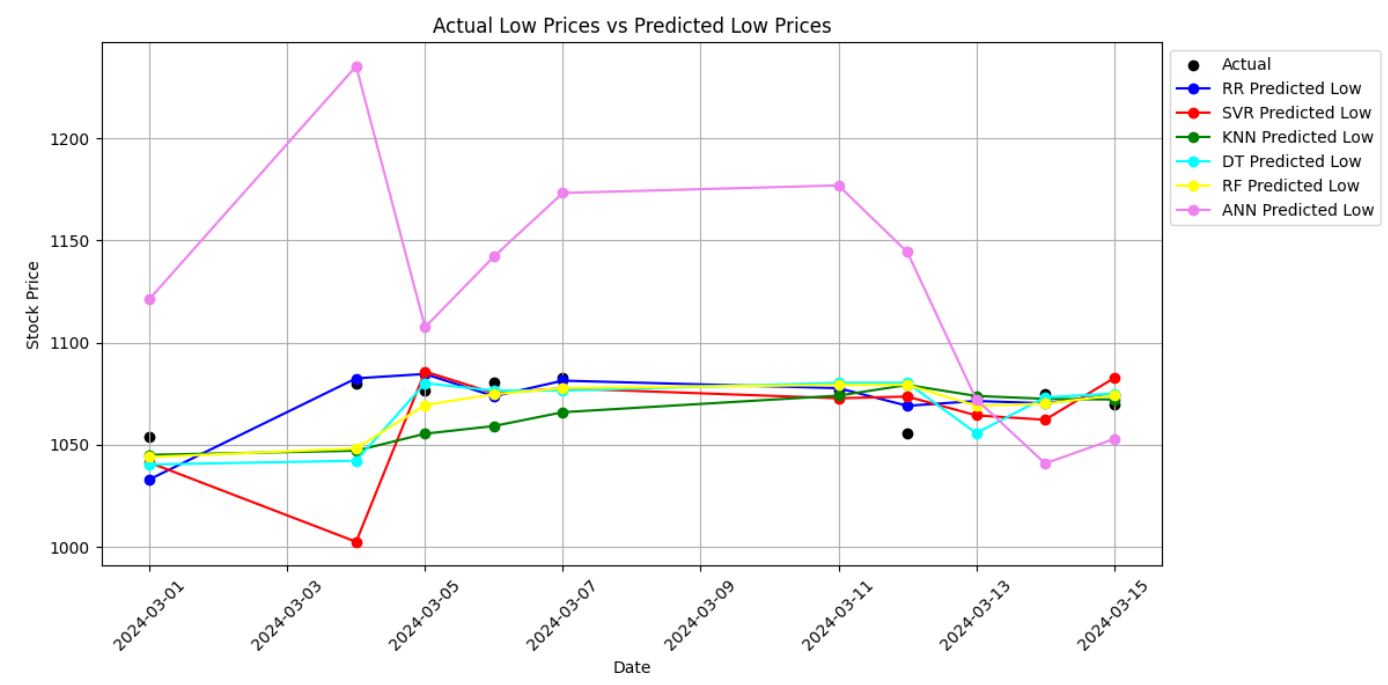 Actual Low Prices vs Predicted Low Prices
Actual
RR Predicted Low
SVR Predicted Low
KNN Predicted Low
DT Predicted Low
RF Predicted Low
ANN Predicted Low
Stock Price
1200
1150
1100
1050
1000
2024-03-01
2024-03-03
2024-03-05
2024-03-07
2024-03-09
2024-03-11
2024-03-13
2024-03-15
Date